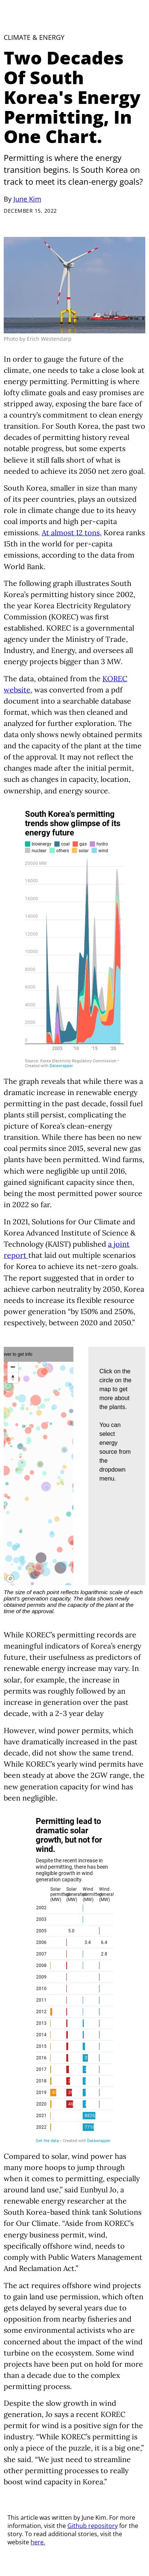 CLIMATE & ENERGY
Two Decades
Of South
Korea's Energy
Permitting, In
One Chart.
Permitting is where the energy
transition begins. Is South Korea on
track to meet its clean-energy goals?
By June Kim
DECEMBER 15, 2022
Photo by Erich Westendarp
In order to gauge the future of the
climate, one needs to take a close look at
energy permitting. Permitting is where
lofty climate goals and easy promises are
stripped away, exposing the bare face of
a country's efforts, or lack thereof, to
transition from fossil fuels to clean
energy. For South Korea, the past two
decades of permitting history reveal
notable progress, but some experts
believe it still falls short of what is
needed to achieve its 2050 net zero goal.
South Korea, smaller in size than many
of its peer countries, plays an outsized
role in climate change given its heavy
industry and high per-capita
emissions. At almost 12 tons, Korea ranks
15th in the world for per-capita
emissions, according to the data from
World Bank.
The following graph illustrates South
Korea's permitting history since 2002,
the year Korea Electricity Regulatory
Commission (KOREC) was first
established. KOREC is a governmental
agency under the Ministry of Trade,
Industry, and Energy, and oversees all
energy projects bigger than 3 MW.
The data, obtained from the KOREC
website, was converted from a pdf
document into a searchable database
format, which was then cleaned and
analyzed for further precision. The
data only shows newly obtained permits
and the capacity of the plant at the time
of the approval. It may not reflect the
changes made after the initial permit,
such as changes in capacity, location,
ownership, and energy source.
South Korea's permitting
trends show glimpse of its
energy future
bioenergy coal gas hydro
nuclear others solar wind
20000 MW
18000
16000
14000
12000
10000
8000
6000
4000
2000
0
2005 '10 '15 '20
Source: Korea Electricity Regulatory Commission •
Created with Datawrapper
The graph reveals that while there was a
dramatic increase in renewable energy
permitting in the past decade, fossil fuel
plants still persist, complicating the
picture of Korea's clean-energy
transition. While there has been no new
coal permits since 2015, several new gas
plants have been permitted. Wind farms,
which were negligible up until 2016,
gained significant capacity since then,
being the most permitted energy source
in 2022 so far.
In 2021, Solutions for Our Climate and
Korea Advanced Institute of Science &
Technology (KAIST) published a joint
report that laid out multiple scenarios
in which Korea can meet its net-0 goals.
The report suggested that in order to
achieve carbon neutrality by 2050, Korea
needs to increase its flexible resource
power generation "by 150% and 250%,
respectively, between 2020 and 2050."
over to get info
Click on the
circle on the
map to get
more about
the plants.
You can
select
energy
source from
the
dropdown
menu.
The size of each point reflects logarithmic scale of each
plant's generation capacity. The data shows newly
obtained permits and the capacity of the plant at the
time of the approval.
While KOREC's permitting records are
meaningful indicators of Korea's energy
future, their usefulness as predictors of
renewable energy increase may vary. In
solar, for example, the increase in
permits was roughly followed by an
increase in generation over the past
decade, with a 2-3 year delay
However, wind power permits, which
have dramatically increased in the past
decade, did not show the same trend.
While KOREC's yearly wind permits have
been steady at above the 2GW range, the
new generation capacity for wind has
been negligible.
Permitting lead to
dramatic solar
growth, but not for
wind.
Despite the recent increase in
wind permitting, there has been
negligible growth in wind
generation capacity.
2002
2003
2005 5.0
2006 3.4 6.4
2007 2.8
2008
2009
2010
2011
2012
2013
2014
2015
2016
2017
2018
2019
2020
2021
2022
Get the data • Created with Datawrapper
Compared to solar, wind power has
many more hoops to jump through
when it comes to permitting, especially
around land use," said Eunbyul Jo, a
renewable energy researcher at the
South Korea-based think tank Solutions
for Our Climate. "Aside from KOREC's
energy business permit, wind,
specifically offshore wind, needs to
comply with Public Waters Management
And Reclamation Act."
The act requires offshore wind projects
to gain land use permits, which often
get delayed by several years due to
opposition from nearby fisheries and
some environmental activists who are
concerned about the impact of the wind
turbine on the ecosystem. Some wind
projects have been put on hold for more
than a decade due to the complex
permitting process.
Despite the slow growth in wind
generation, Jo says a recent KOREC
permit for wind is a positive sign for the
industry. "While KOREC's permitting is
only a piece of the puzzle, it is a big one,"
she said, "We just need to streamline
other permitting processes to really
boost wind capacity in Korea."
This article was written by June Kim. For more
information, visit the Github repository for the
story. To read additional stories, visit the
website here.